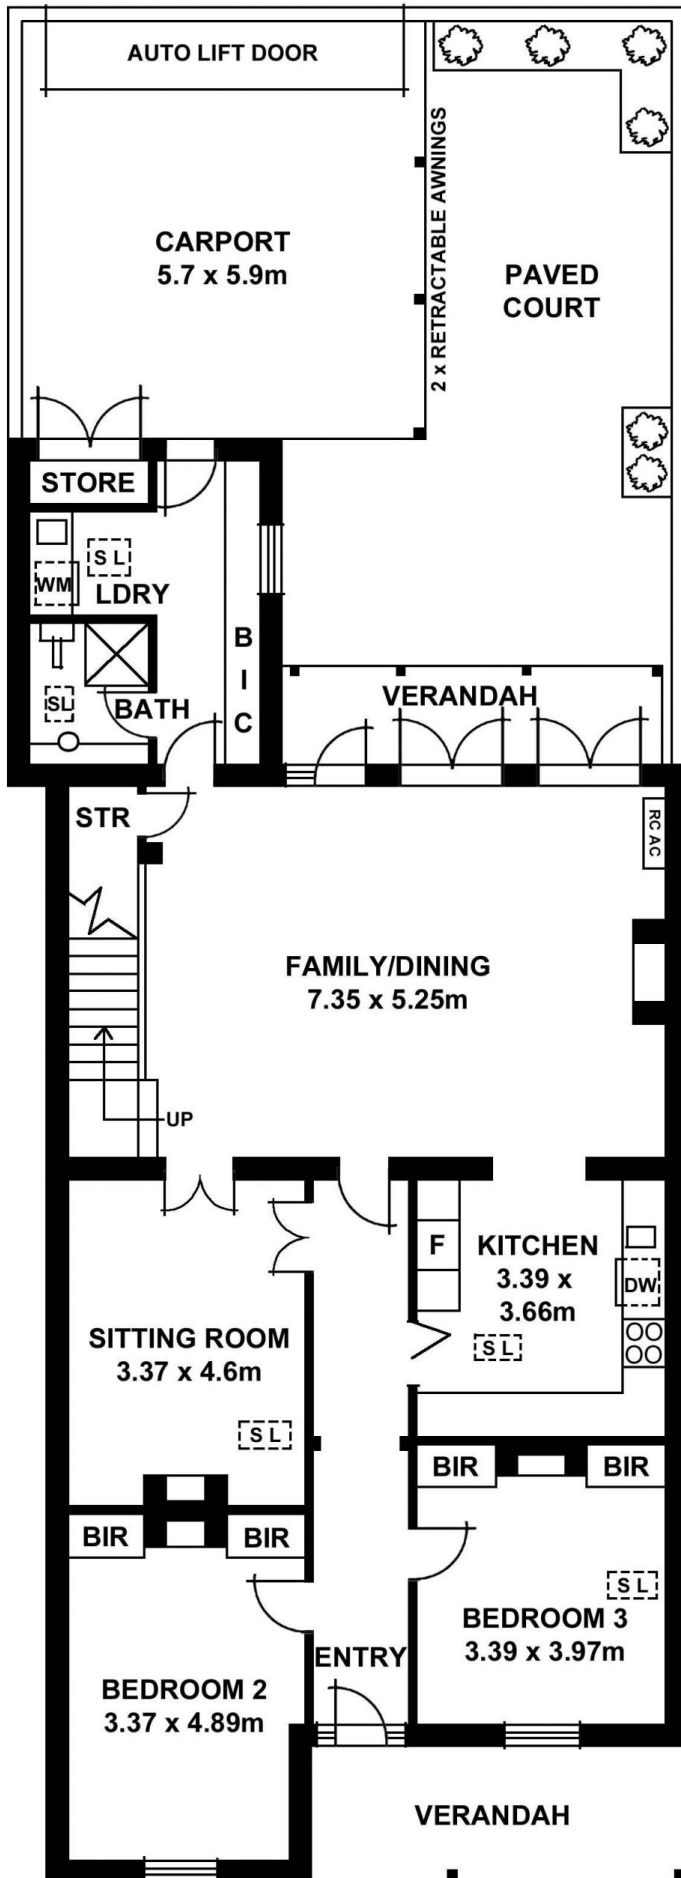 AUTO LIFT DOOR
CARPORT
5.7 x 5.9m
2 x RETRACTABLE AWNINGS
PAVED
COURT
STORE
S L
WM
LDRY
B
I
C
SL
BATH
VERANDAH
STR
RC AC
FAMILY/DINING
7.35 x 5.25m
UP
F
KITCHEN
3.39 x
3.66m
DW
S L
SITTING ROOM
3.37 x 4.6m
S L
BIR
BIR
BIR
BIR
S L
BEDROOM 3
3.39 x 3.97m
ENTRY
BEDROOM 2
3.37 x 4.89m
VERANDAH